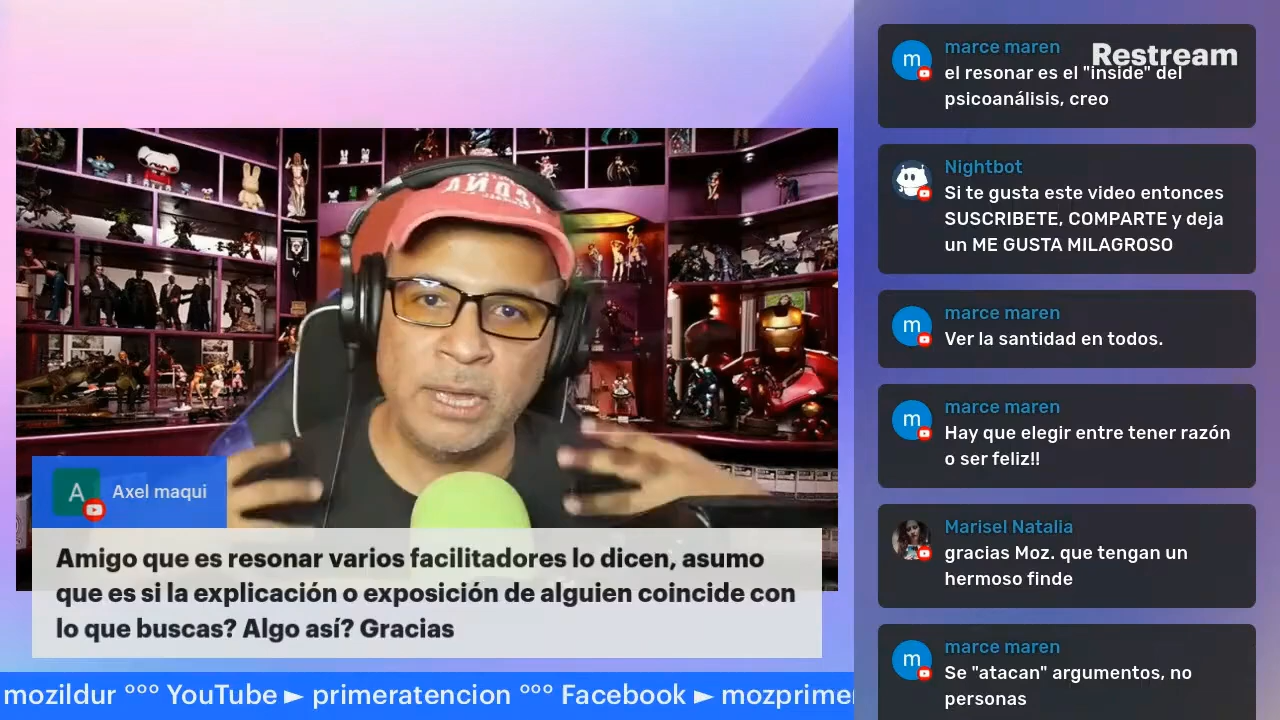 Restream
marce maren
el resonar es el "inside" del
psicoanálisis, creo
Nightbot
Si te gusta este video entonces
SUSCRIBETE, COMPARTE y deja
un ME GUSTA MILAGROSO
marce maren
Ver la santidad en todos.
marce maren
Hay que elegir entre tener razón
o ser feliz!!
Marisel Natalia
gracias Moz. que tengan un
hermoso finde
marce maren
Se "atacan" argumentos, no
personas
A Axel maqui
Amigo que es resonar varios facilitadores lo dicen, asumo
que es si la explicación o exposición de alguien coincide con
lo que buscas? Algo así? Gracias
mozildur °°° YouTube ► primeratencion °°° Facebook ► mozprimer